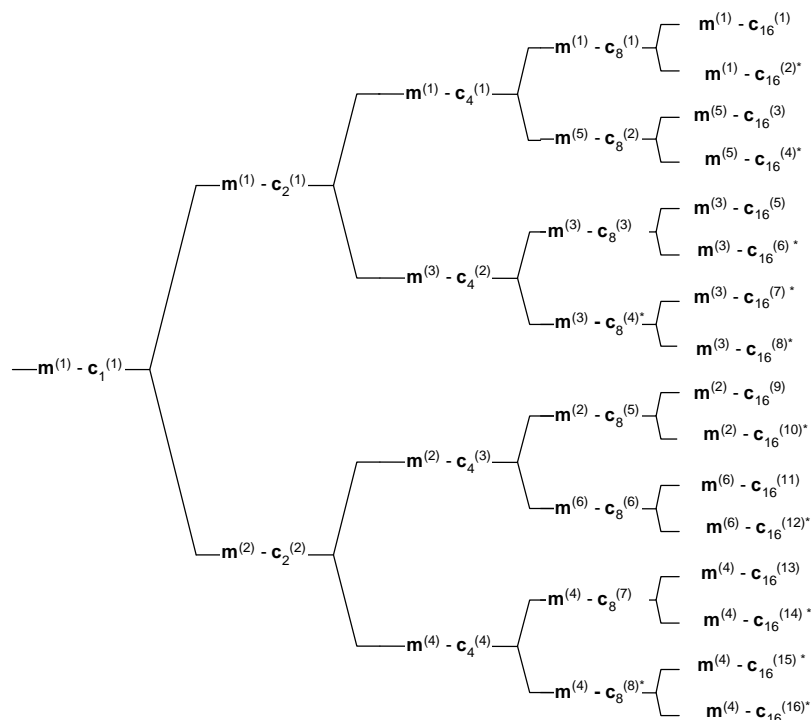 m(1) - c16(1)
m(1) - c8(1)
m(1) - c16(2)*
m(1) - c4(1)
m(5) - c16(3)
m(5) - c8(2)
m(5) - c16(4)*
m(1) - c2(1)
m(3) - c16(5)
m(3) - c8(3)
m(3) - c16(6) *
m(3) - c4(2)
m(3) - c16(7) *
m(3) - c8(4)*
m(3) - c16(8)*
m(1) - c1(1)
m(2) - c16(9)
m(2) - c8(5)
m(2) - c16(10)*
m(2) - c4(3)
m(6) - c16(11)
m(6) - c8(6)
m(6) - c16(12)*
m(2) - c2(2)
m(4) - c16(13)
m(4) - c8(7)
m(4) - c16(14) *
m(4) - c4(4)
m(4) - c16(15) *
m(4) - c8(8)*
m(4) - c16(16)*